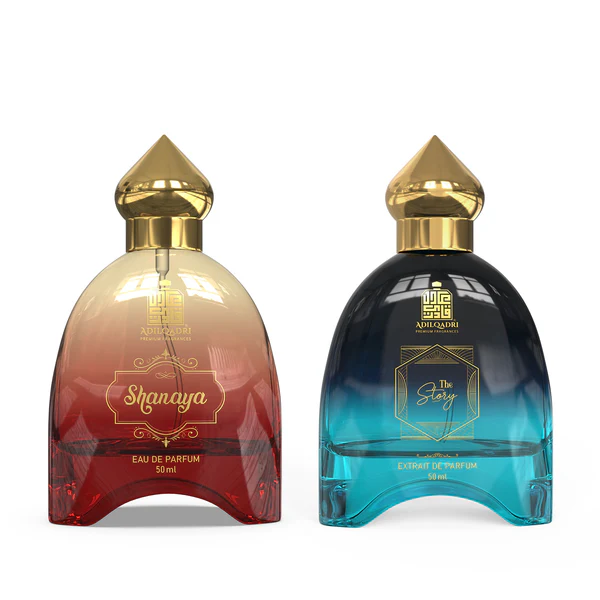 ADILQADRI
PREMIUM FRAGRANCES
Shanaya
EAU DE PARFUM
50 ml
ADILQADRI
PREMIUM FRAGRANCES
The
Story
EXTRAIT DE PARFUM
50 ml